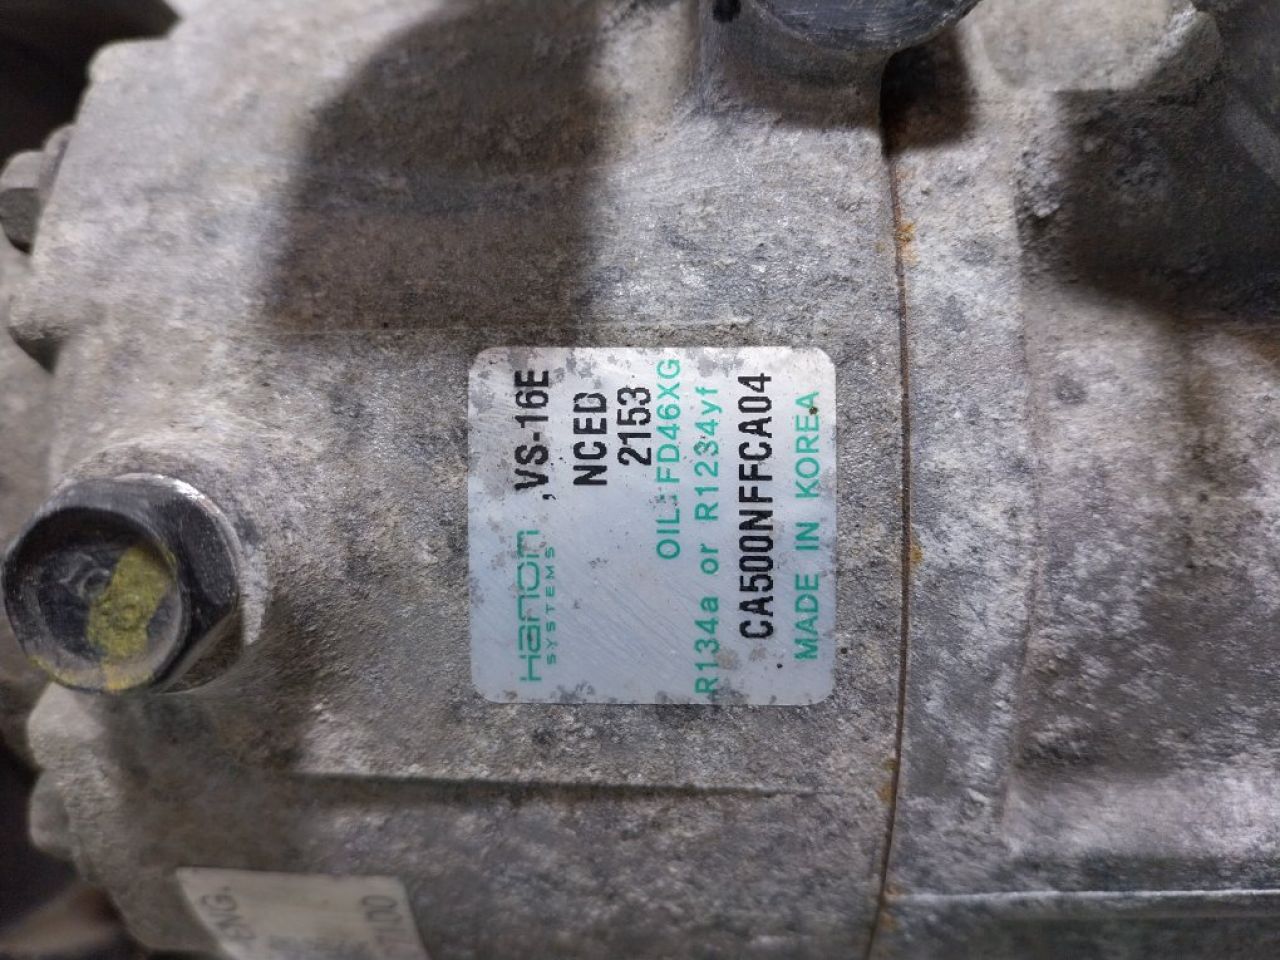 Hanon
SYSTEMS
,VS-16E
NCED
2153
OIL:FD46XG
R134a or R1234yf
CA500NFFCA04
MADE IN KOREA